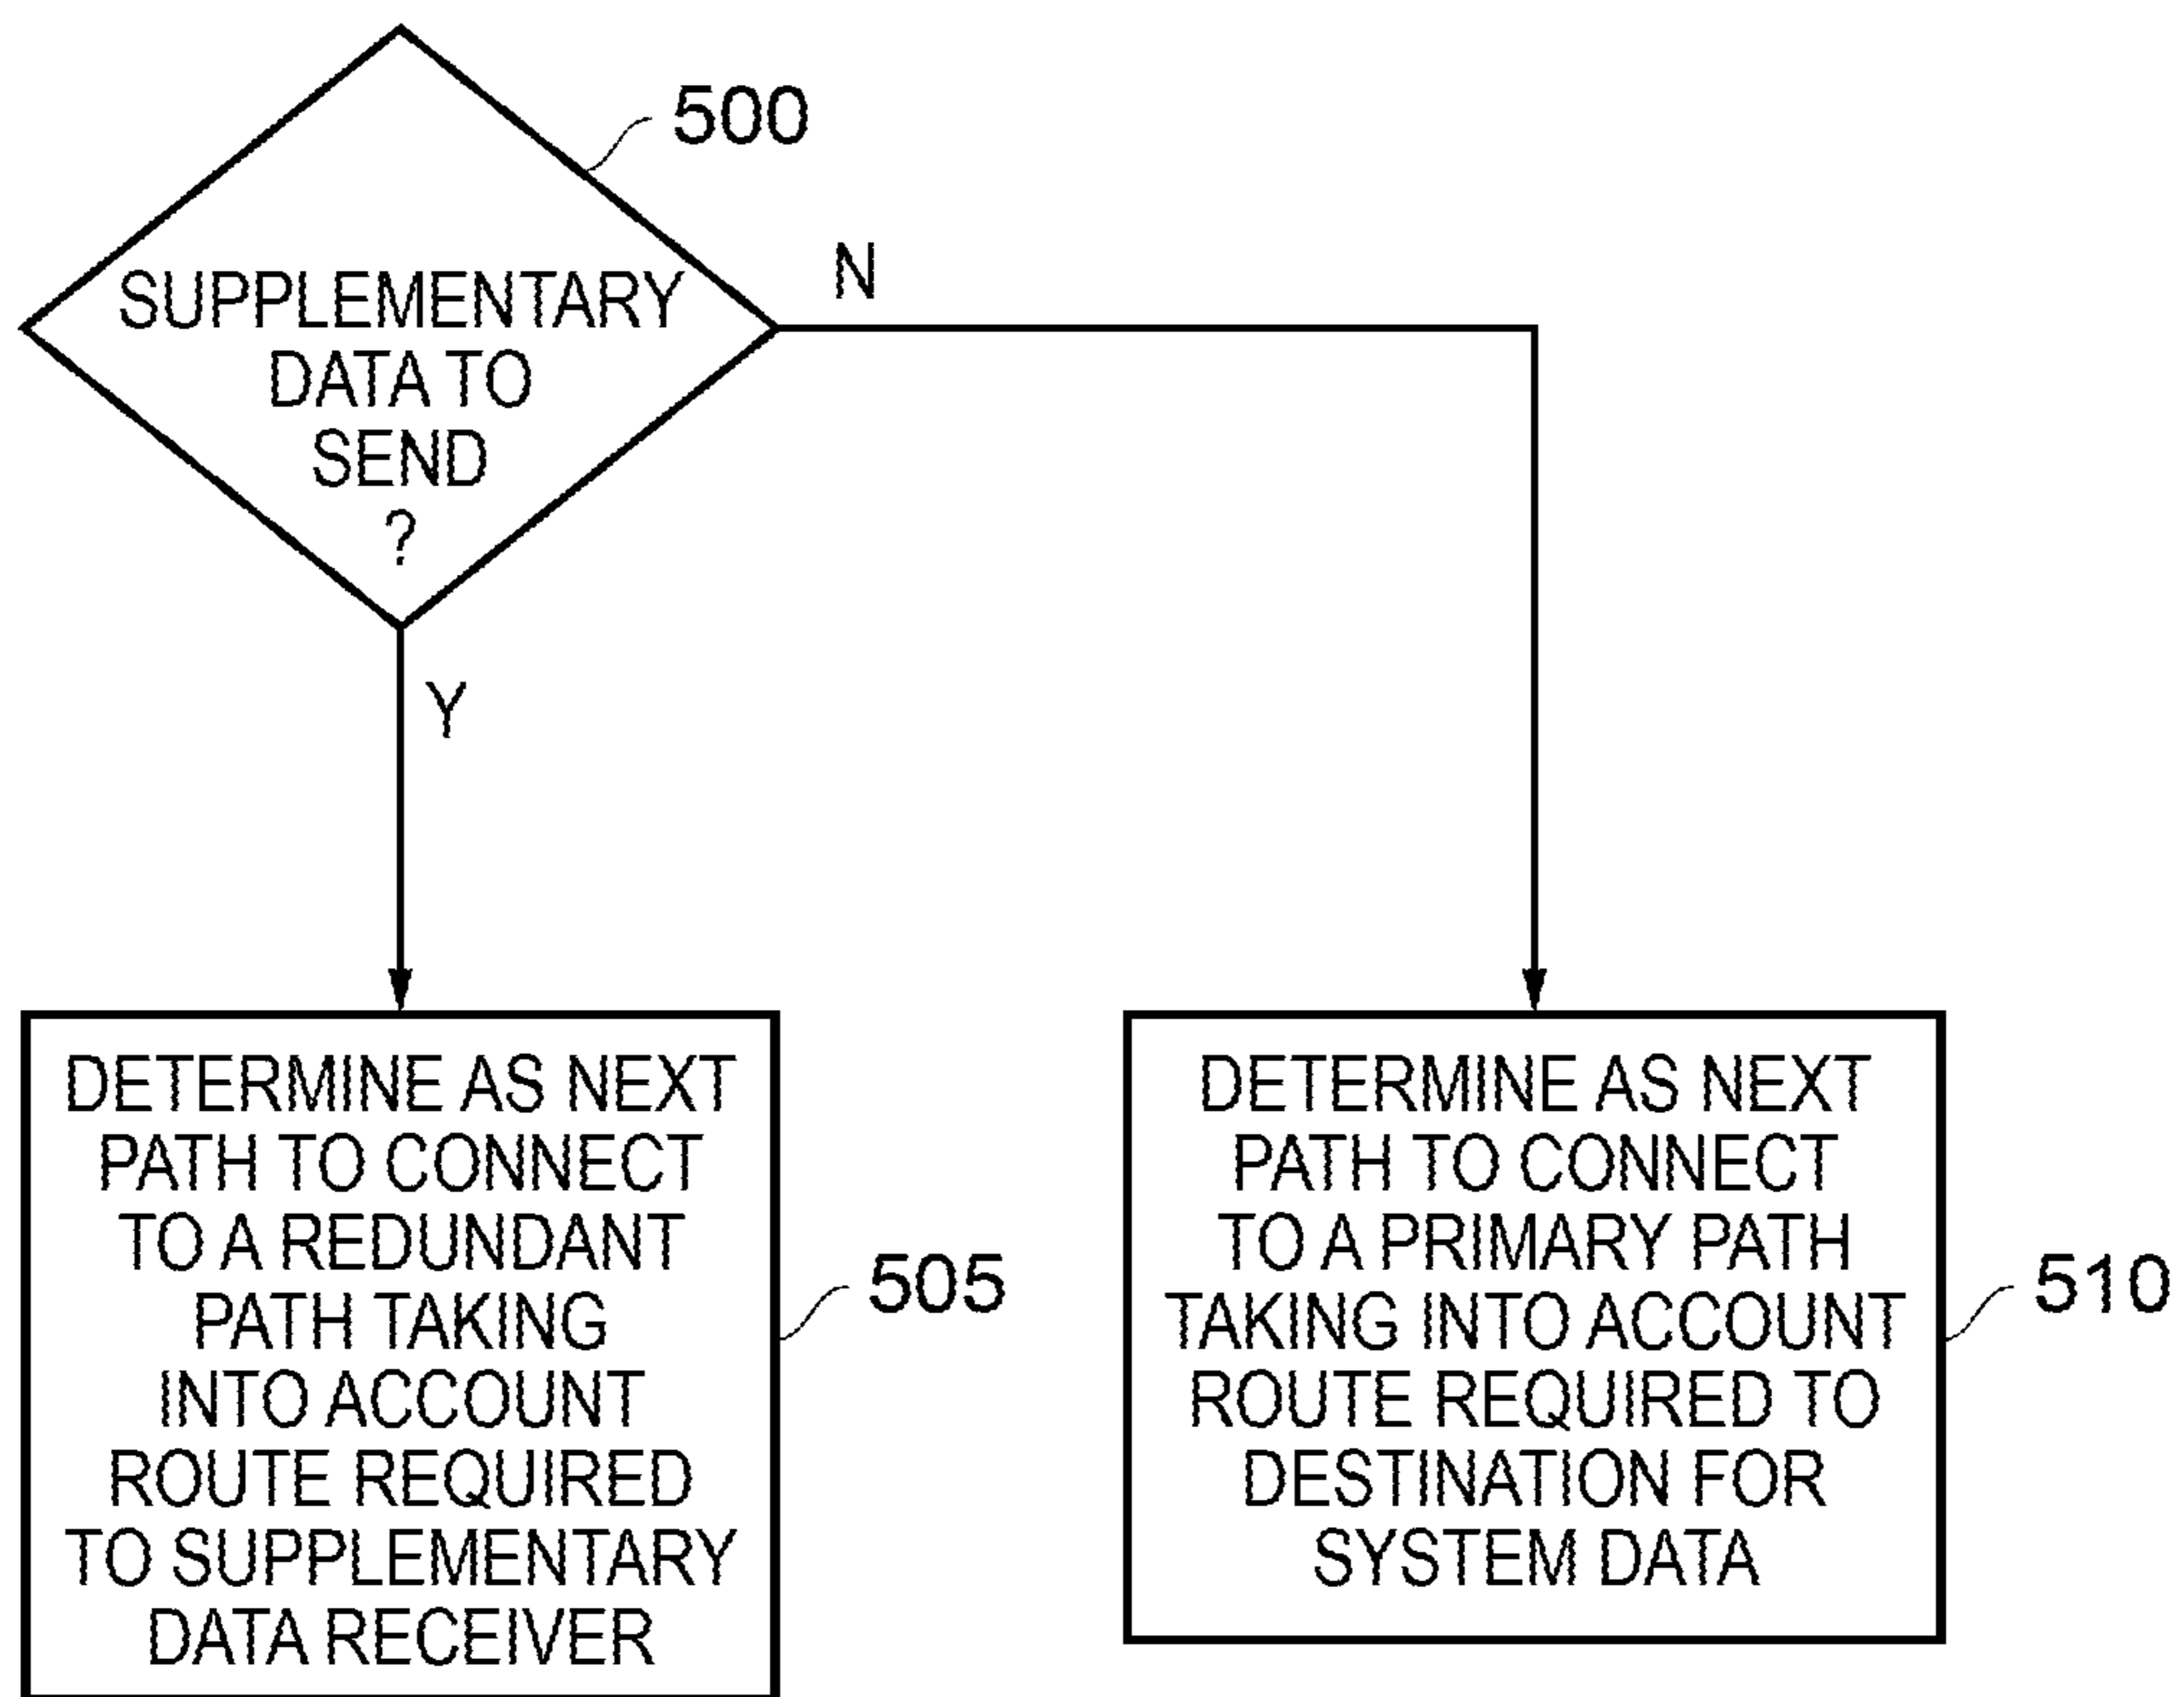 500
SUPPLEMENTARY
DATA TO
SEND
?
N
Y
DETERMINE AS NEXT
PATH TO CONNECT
TO A REDUNDANT
PATH TAKING
INTO ACCOUNT
ROUTE REQUIRED
TO SUPPLEMENTARY
DATA RECEIVER
505
DETERMINE AS NEXT
PATH TO CONNECT
TO A PRIMARY PATH
TAKING INTO ACCOUNT
ROUTE REQUIRED TO
DESTINATION FOR
SYSTEM DATA
510